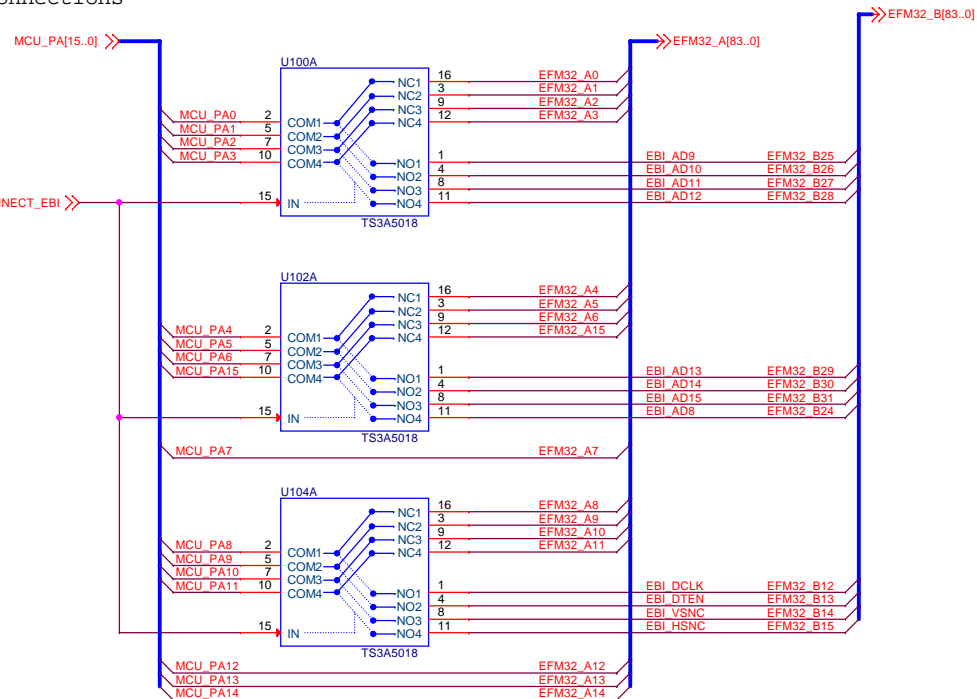 onnections
EFM32_B[83..0]
MCU_PA[15..0]
EFM32_A[83..0]
U100A
16 EFM32_A0
NC1
3 EFM32_A1
NC2
9 EFM32_A2
NC3
12 EFM32_A3
NC4
MCU_PA0 2 COM1
MCU_PA1 5 COM2
MCU_PA2 7 COM3
MCU_PA3 10 COM4
NO1 1 EBI_AD9 EFM32_B25
NO2 4 EBI_AD10 EFM32_B26
NO3 8 EBI_AD11 EFM32_B27
NO4 11 EBI_AD12 EFM32_B28
NNECT_EBI 15 IN
TS3A5018
U102A
NC1 16 EFM32_A4
NC2 3 EFM32_A5
NC3 9 EFM32_A6
NC4 12 EFM32_A15
MCU_PA4 2 COM1
MCU_PA5 5 COM2
MCU_PA6 7 COM3
MCU_PA15 10 COM4
NO1 1 EBI_AD13 EFM32_B29
NO2 4 EBI_AD14 EFM32_B30
NO3 8 EBI_AD15 EFM32_B31
NO4 11 EBI_AD8 EFM32_B24
15 IN
TS3A5018
MCU_PA7 EFM32_A7
U104A
NC1 16 EFM32_A8
NC2 3 EFM32_A9
NC3 9 EFM32_A10
NC4 12 EFM32_A11
MCU_PA8 2 COM1
MCU_PA9 5 COM2
MCU_PA10 7 COM3
MCU_PA11 10 COM4
NO1 1 EBI_DCLK EFM32_B12
NO2 4 EBI_DTEN EFM32_B13
NO3 8 EBI_VSNC EFM32_B14
NO4 11 EBI_HSNC EFM32_B15
15 IN
TS3A5018
MCU_PA12 EFM32_A12
MCU_PA13 EFM32_A13
MCU_PA14 EFM32_A14